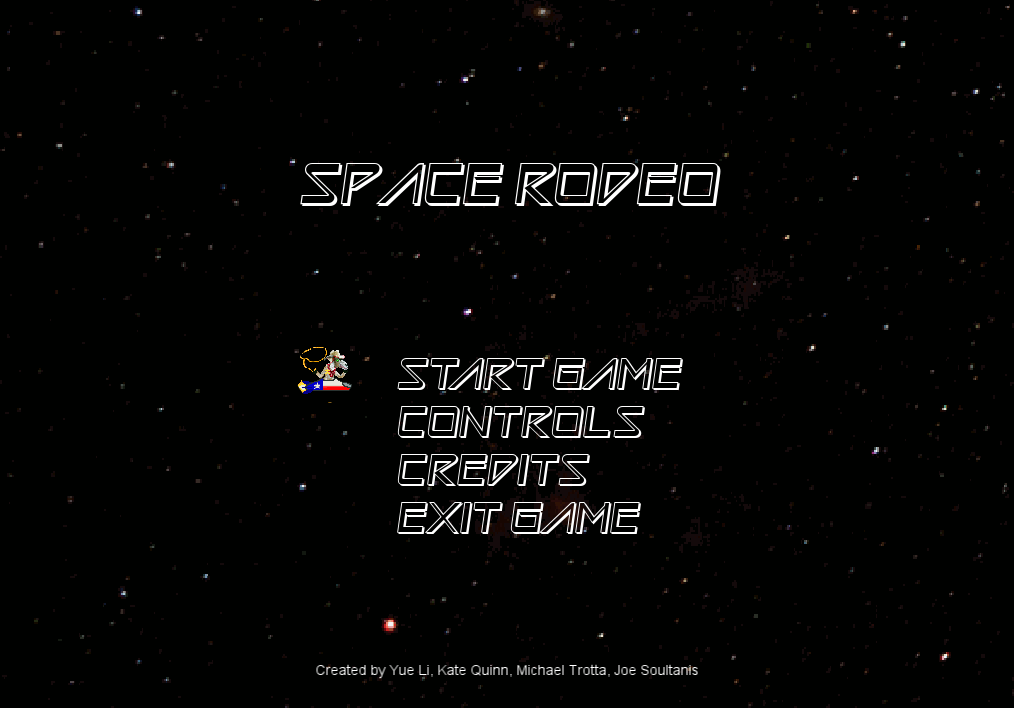 SPACE RODEO
START GAME
CONTROLS
CREDITS
EXIT GAME
Created by Yue Li, Kate Quinn, Michael Trotta, Joe Soultanis